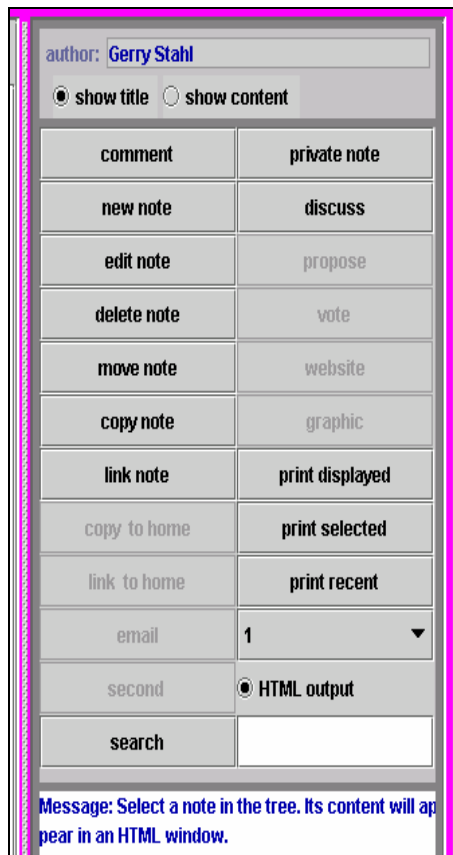 author: Gerry Stahl
show title show content
comment private note
new note discuss
edit note propose
delete note vote
move note website
copy note graphic
link note print displayed
copy to home print selected
link to home print recent
email 1
second HTML output
search
Message: Select a note in the tree. Its content will ap
pear in an HTML window.